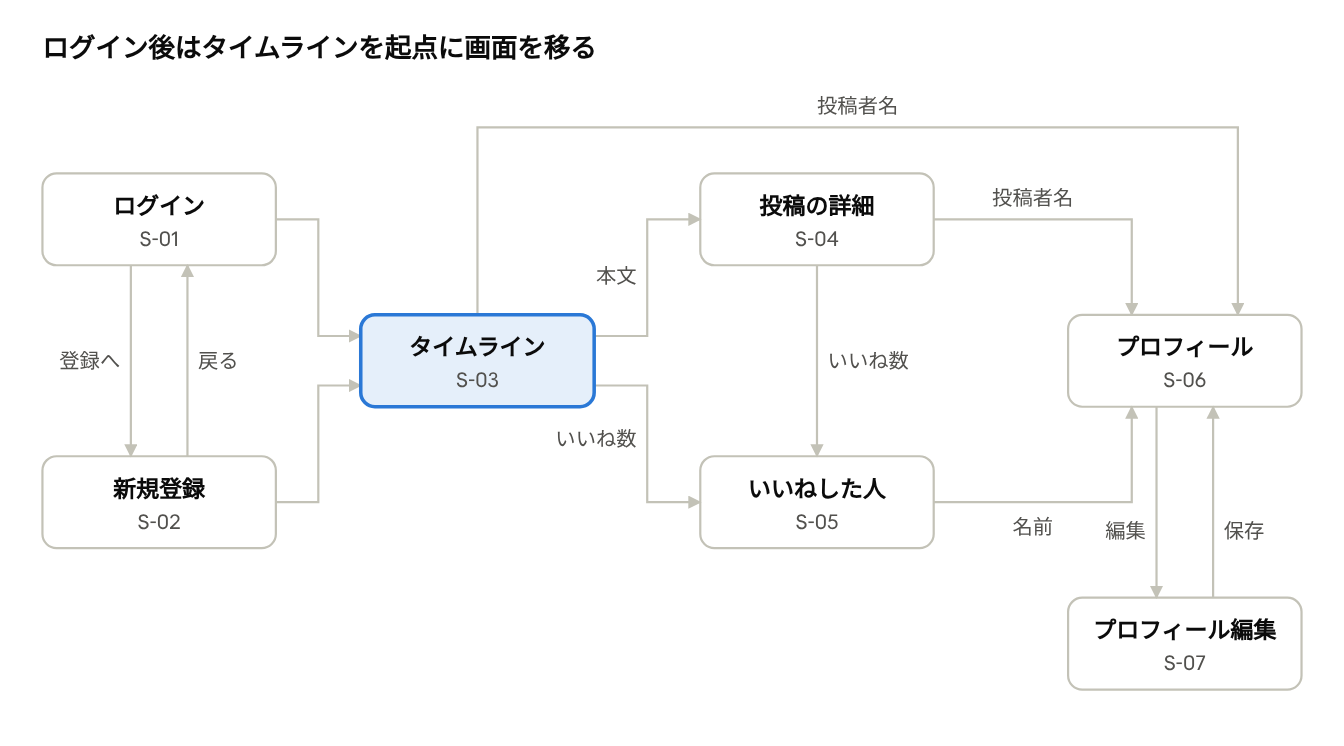 ログイン後はタイムラインを起点に画面を移る
投稿者名
ログイン
S-01
投稿の詳細
S-04
投稿者名
本文
登録へ
戻る
タイムライン
S-03
いいね数
プロフィール
S-06
いいね数
新規登録
S-02
いいねした人
S-05
名前
編集
保存
プロフィール編集
S-07